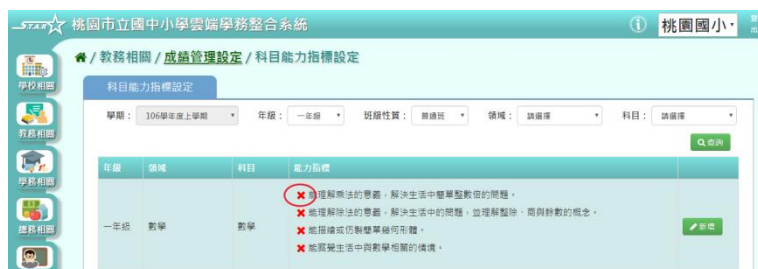 STAR 桃園市立國中小學雲端學務整合系統
桃園國小
學校相關
教務相關
學務相關
總務相關
/ 教務相關 / 成績管理設定 / 科目能力指標設定
科目能力指標設定
學期： 106學年度上學期 年級： 一年級 班級性質： 普通班 領域： 請選擇 科目： 請選擇
查詢
年級 領域 科目 能力指標
一年級 數學 數學
能理解乘法的意義，解決生活中簡單整數倍的問題。
能理解除法的意義，解決生活中的問題，並理解整除、商與餘數的概念。
能描繪或仿製簡單幾何形體。
能察覺生活中與數學相關的情境。
新增